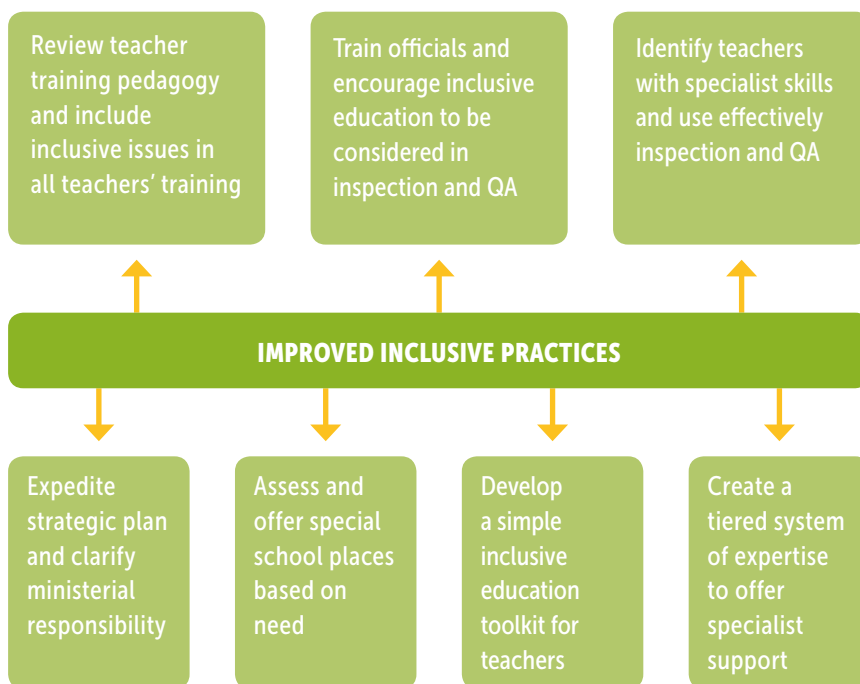 Review teacher
training pedagogy
and include
inclusive issues in
all teachers’ training
Train officials and
encourage inclusive
education to be
considered in
inspection and QA
Identify teachers
with specialist skills
and use effectively
inspection and QA
IMPROVED INCLUSIVE PRACTICES
Expedite
strategic plan
and clarify
ministerial
responsibility
Assess and
offer special
school places
based on
need
Develop
a simple
inclusive
education
toolkit for
teachers
Create a
tiered system
of expertise
to offer
specialist
support